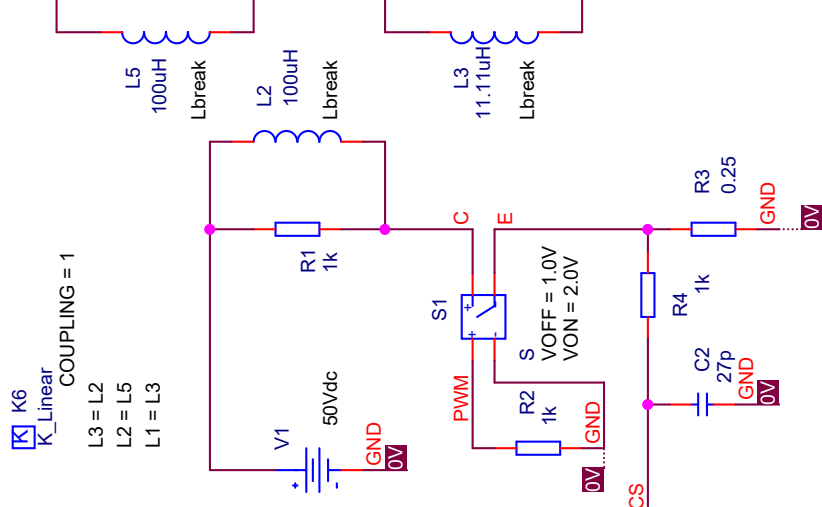 K K6
K_Linear
COUPLING = 1
L3 = L2
L2 = L5
L1 = L3
L5
100uH
Lbreak
L2
100uH
Lbreak
L3
11.11uH
Lbreak
R1
1k
V1
+
-
50Vdc
GND
0V
C
E
S1
+
+
-
-
S
VOFF = 1.0V
VON = 2.0V
PWM
R2
1k
GND
0V
R3
0.25
GND
0V
R4
1k
C2
27p
GND
0V
CS